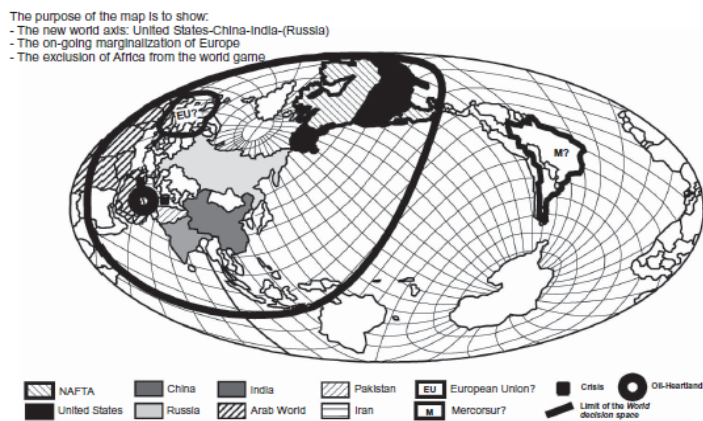 The purpose of the map is to show:
- The new world axis: United States-China-India-(Russia)
- The on-going marginalization of Europe
- The exclusion of Africa from the world game
EU?
M?
NAFTA
China
India
Pakistan
EU
European Union?
Crisis
Oil-Heartland
United States
Russia
Arab World
Iran
M
Mercorsur?
Limit of the World
decision space